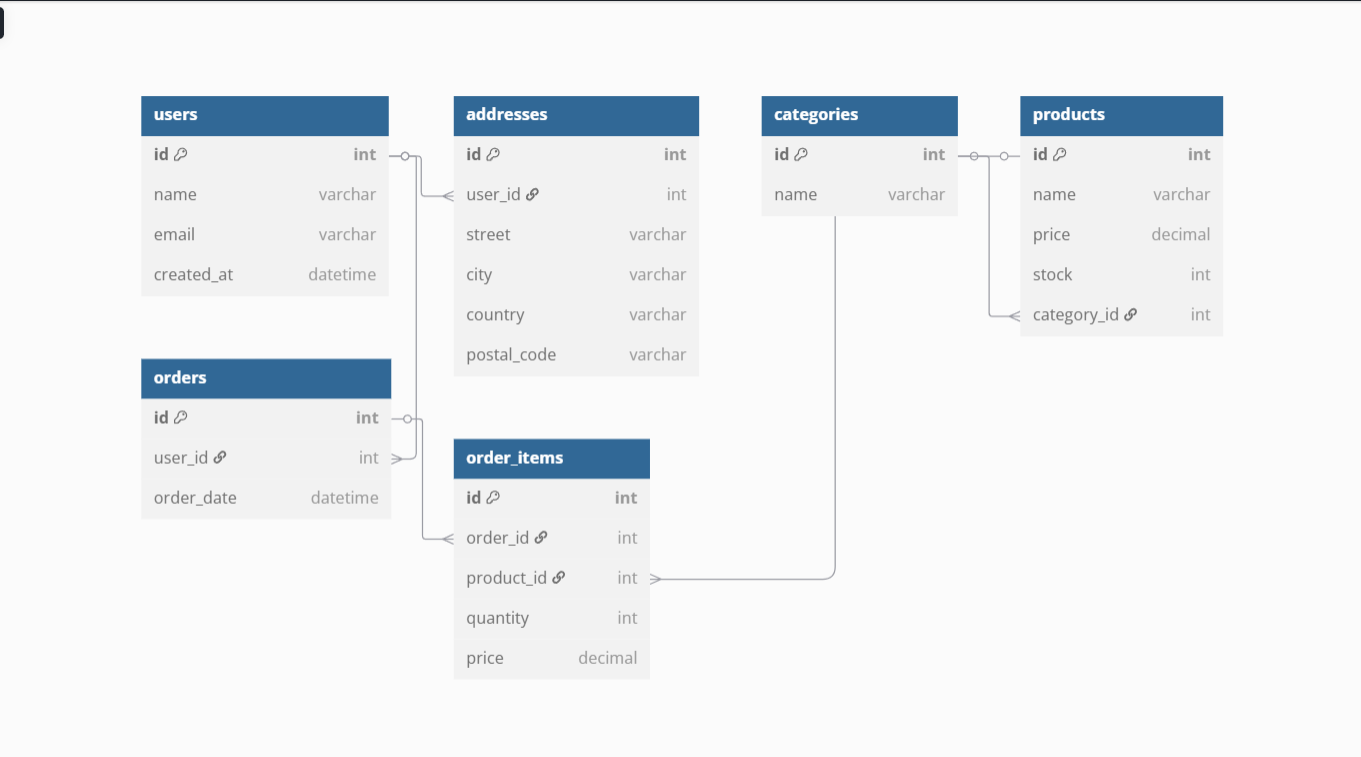 users
id int
name varchar
email varchar
created_at datetime
addresses
id int
user_id int
street varchar
city varchar
country varchar
postal_code varchar
categories
id int
name varchar
products
id int
name varchar
price decimal
stock int
category_id int
orders
id int
user_id int
order_date datetime
order_items
id int
order_id int
product_id int
quantity int
price decimal